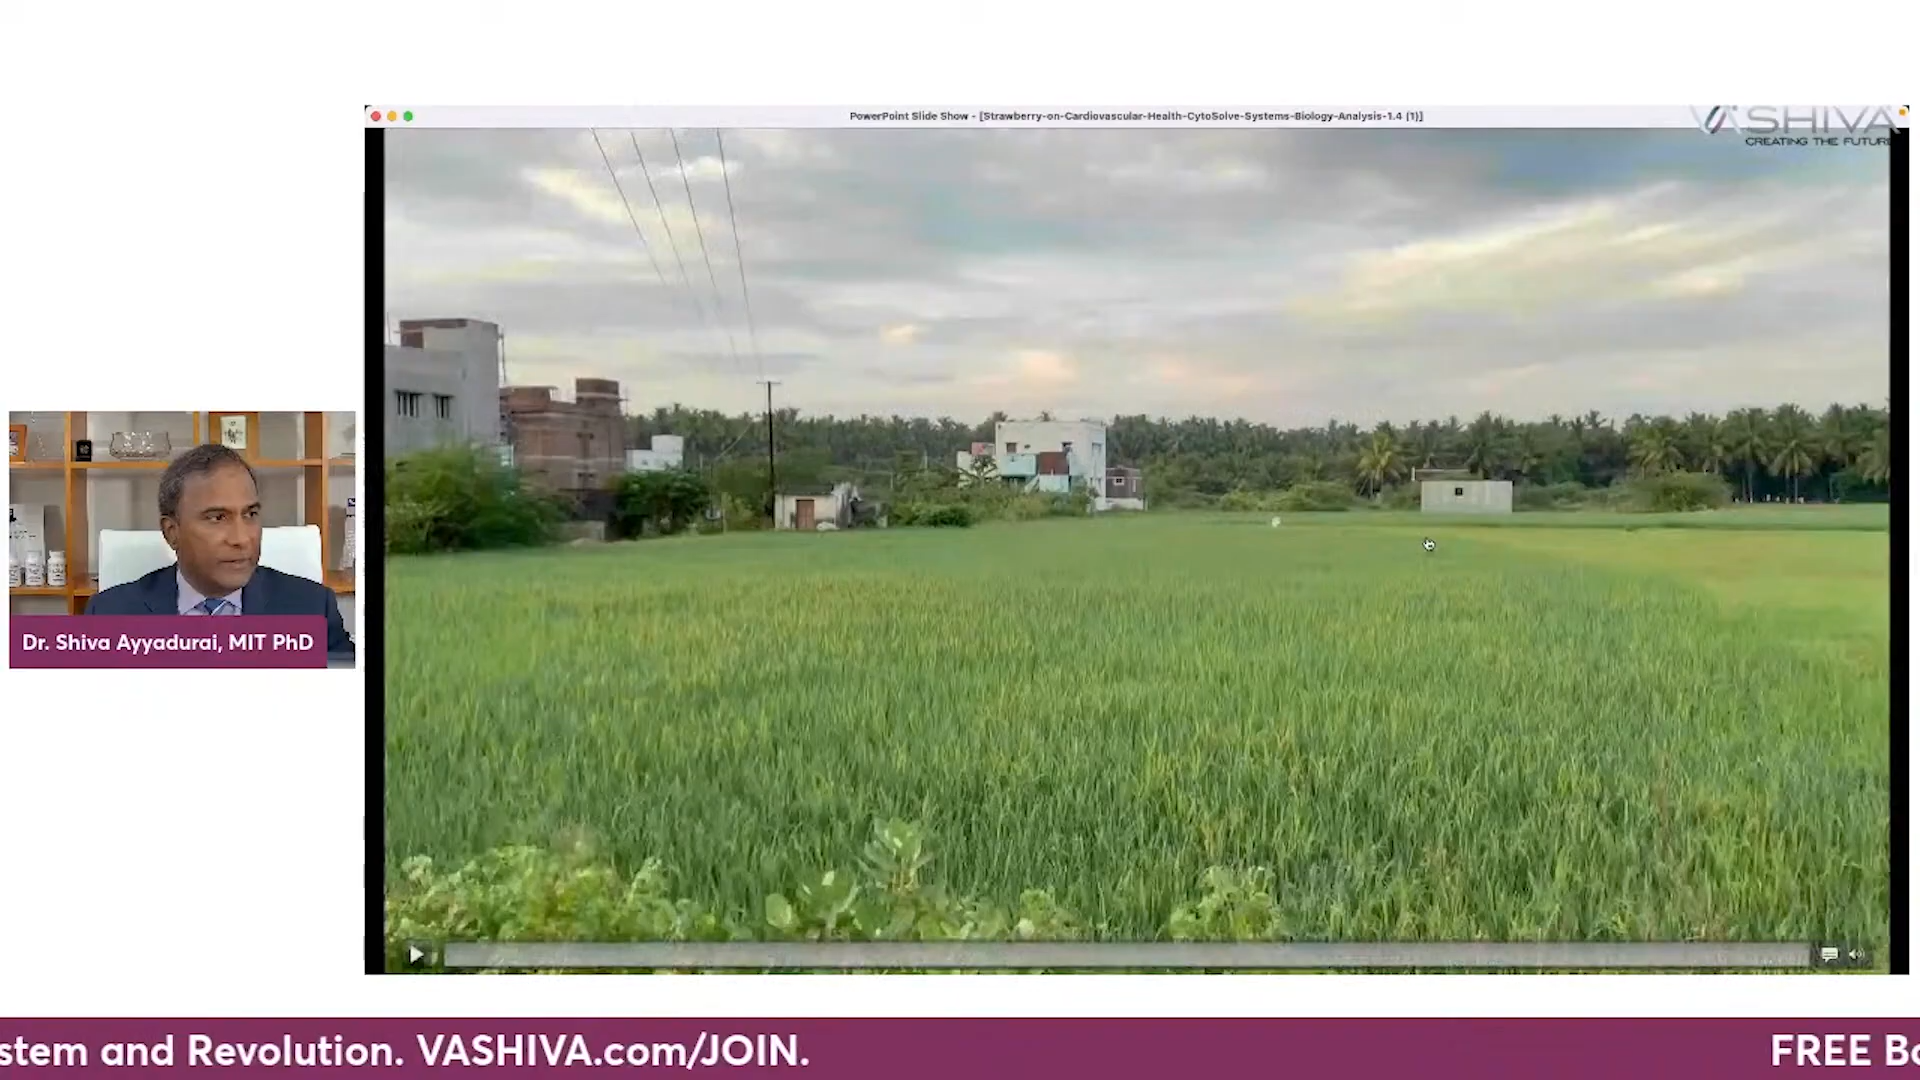 PowerPoint Slide Show - [Strawberry-on-Cardiovascular-Health-CytoSolve-Systems-Biology-Analysis-1.4 (1)]
VASHIVA
CREATING THE FUTURE
Dr. Shiva Ayyadurai, MIT PhD
stem and Revolution. VASHIVA.com/JOIN.
FREE Bo